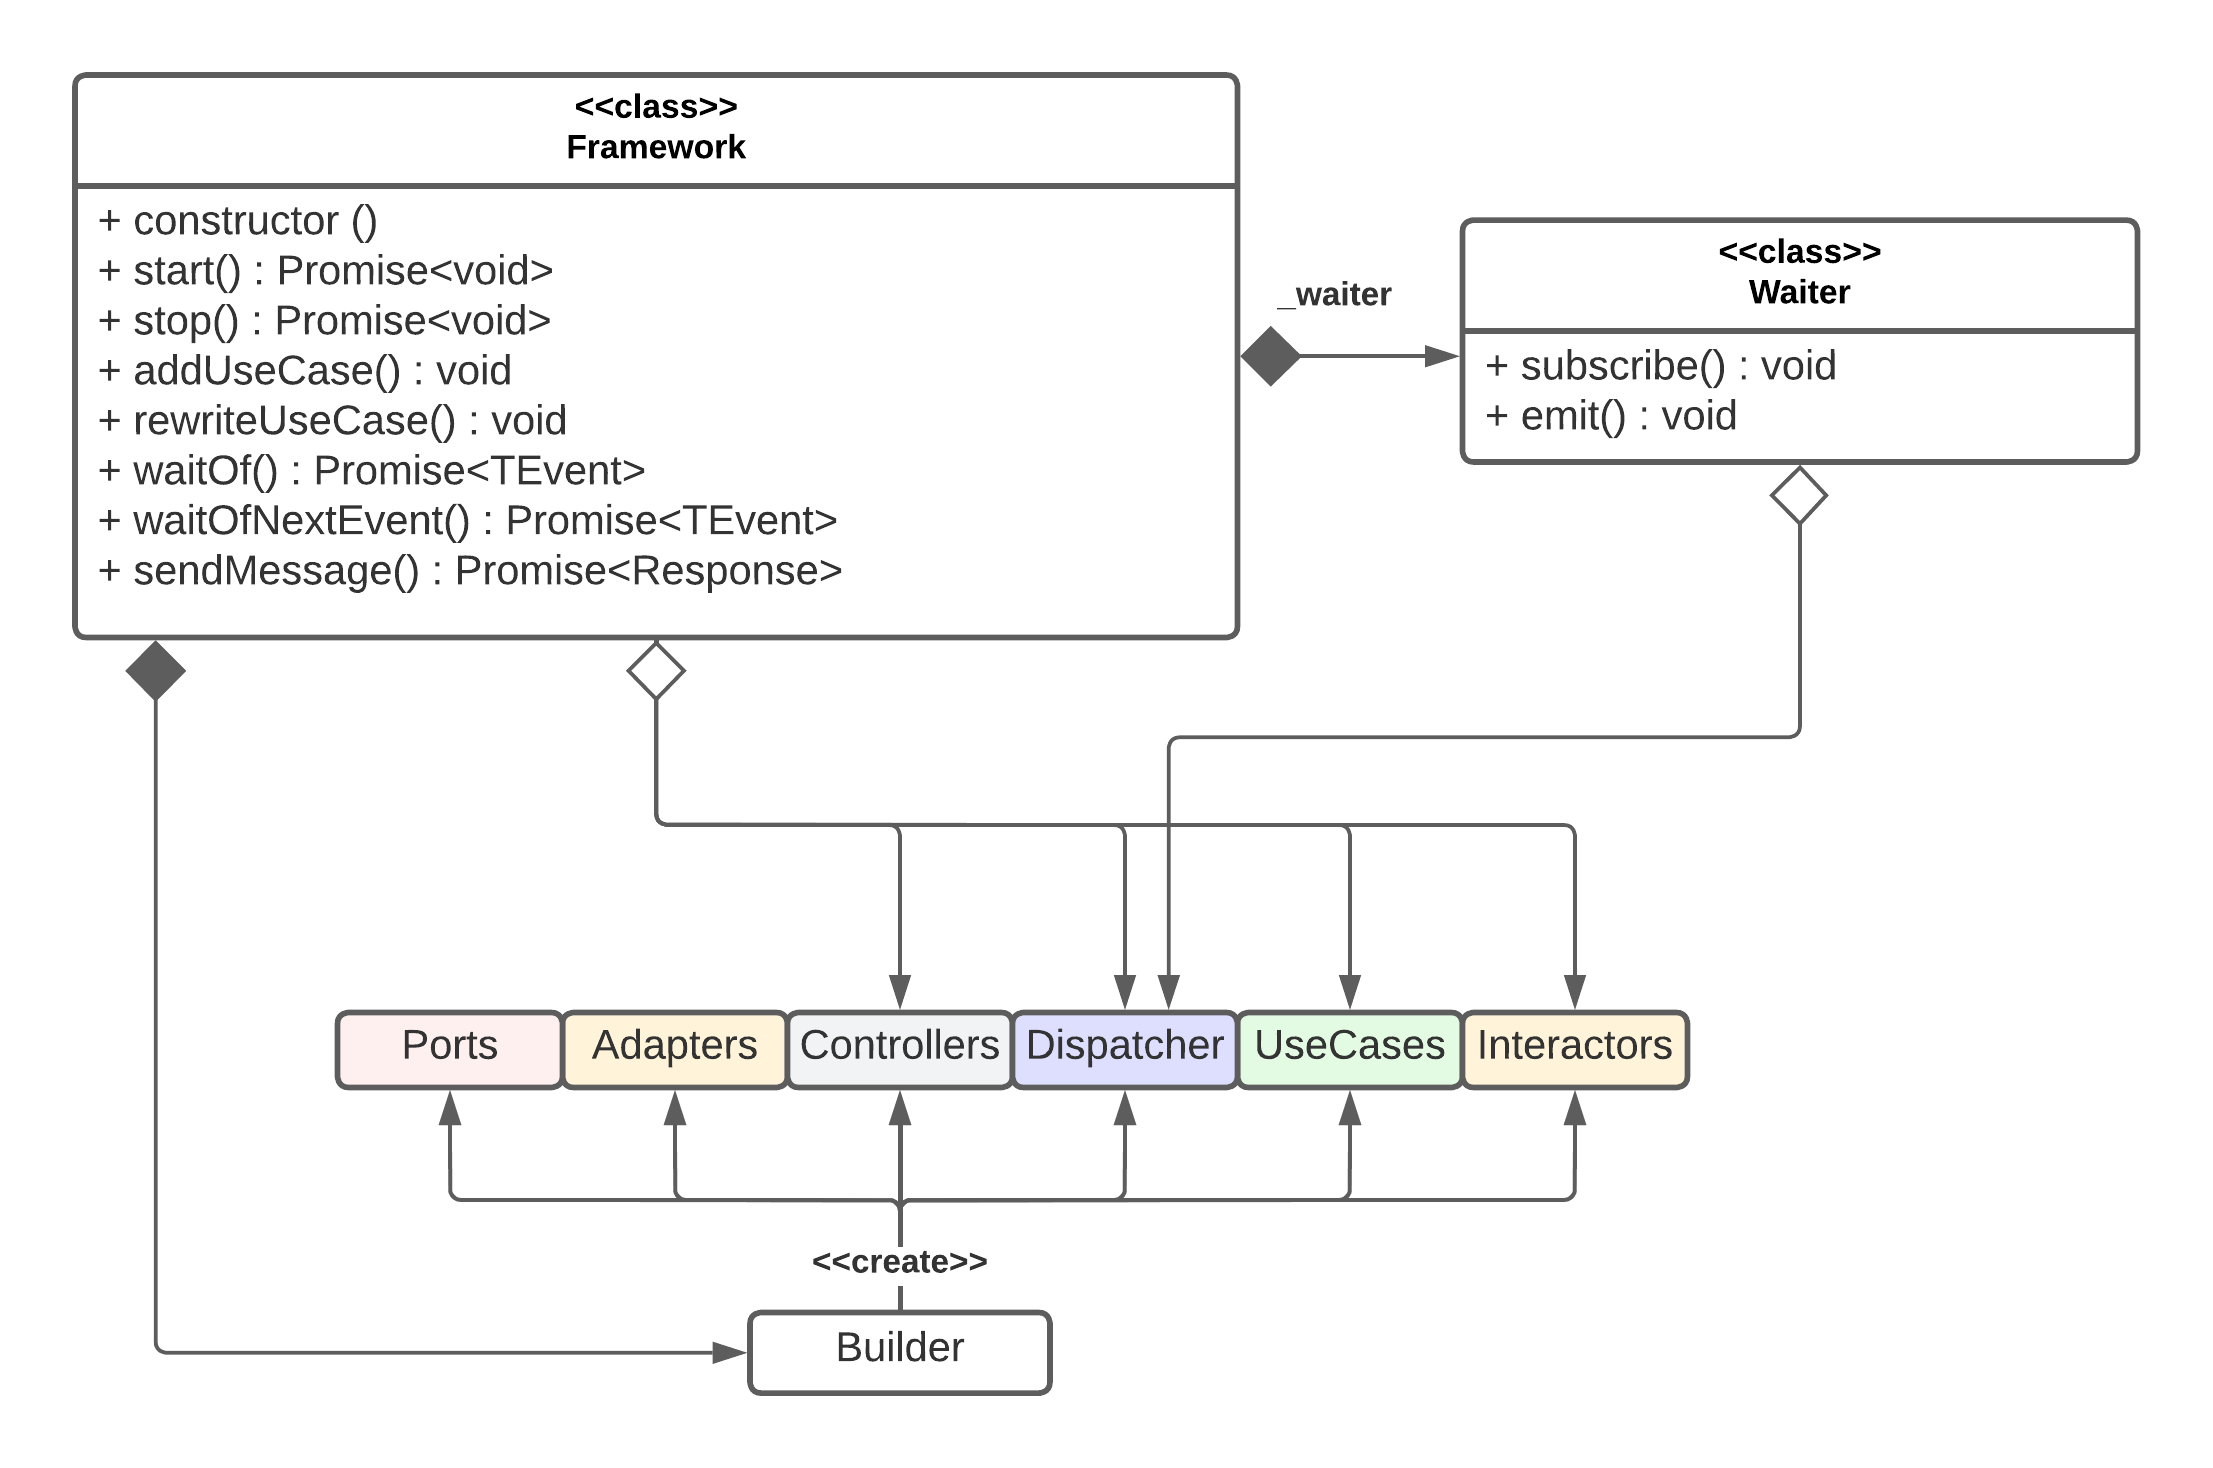 <<class>>
Framework
+ constructor ()
+ start() : Promise<void>
+ stop() : Promise<void>
+ addUseCase() : void
+ rewriteUseCase() : void
+ waitOf() : Promise<TEvent>
+ waitOfNextEvent() : Promise<TEvent>
+ sendMessage() : Promise<Response>
_waiter
<<class>>
Waiter
+ subscribe() : void
+ emit() : void
Ports
Adapters
Controllers
Dispatcher
UseCases
Interactors
<<create>>
Builder